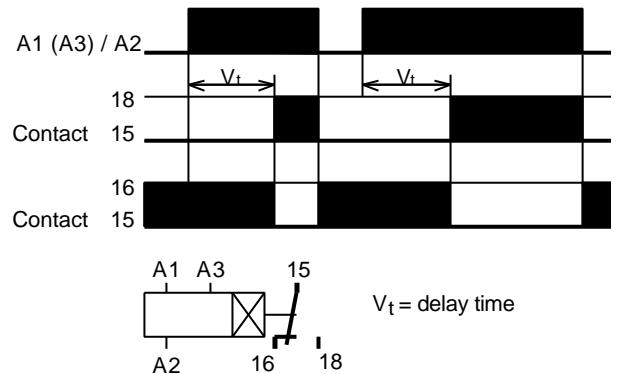 A1 (A3) / A2
Vt Vt
18
Contact 15
16
Contact 15
A1 A3 15
Vt = delay time
A2 16 18